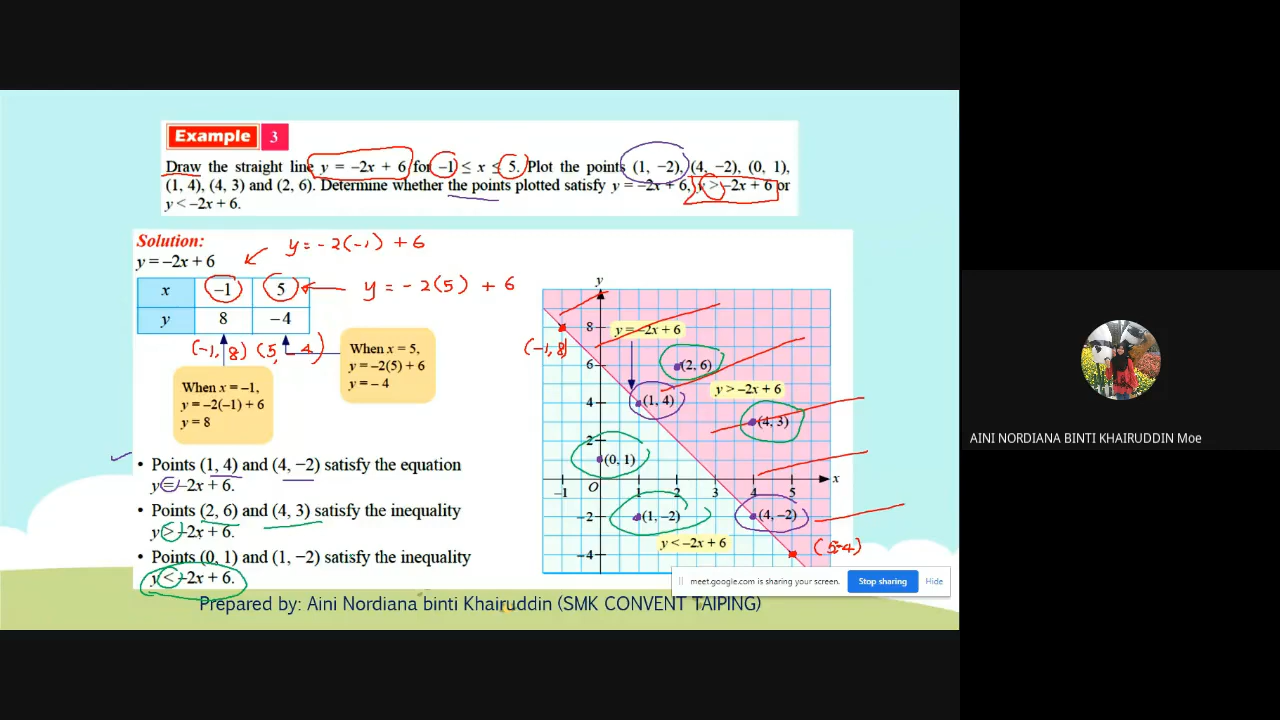 Example 3
Draw the straight line y = −2x + 6 for −1 ≤ x ≤ 5. Plot the points (1, −2), (4, −2), (0, 1),
(1, 4), (4, 3) and (2, 6). Determine whether the points plotted satisfy y = −2x + 6, y > −2x + 6 or
y < −2x + 6.
Solution:
y = −2x + 6
y = -2(-1) + 6
x −1 5
y = -2(5) + 6
y 8 −4
(-1, 8) (5, -4)
When x = 5,
y = −2(5) + 6
y = − 4
When x = −1,
y = −2(−1) + 6
y = 8
• Points (1, 4) and (4, −2) satisfy the equation
y = −2x + 6.
• Points (2, 6) and (4, 3) satisfy the inequality
y > −2x + 6.
• Points (0, 1) and (1, −2) satisfy the inequality
y < −2x + 6.
y
8
y = −2x + 6
(-1, 8)
6
(2, 6)
y > −2x + 6
4
(1, 4)
(4, 3)
2
(0, 1)
−1 O 1 2 3 4 5 x
−2
(1, −2)
(4, −2)
y < −2x + 6
−4
(5,-4)
meet.google.com is sharing your screen.
Stop sharing
Hide
Prepared by: Aini Nordiana binti Khairuddin (SMK CONVENT TAIPING)
AINI NORDIANA BINTI KHAIRUDDIN Moe